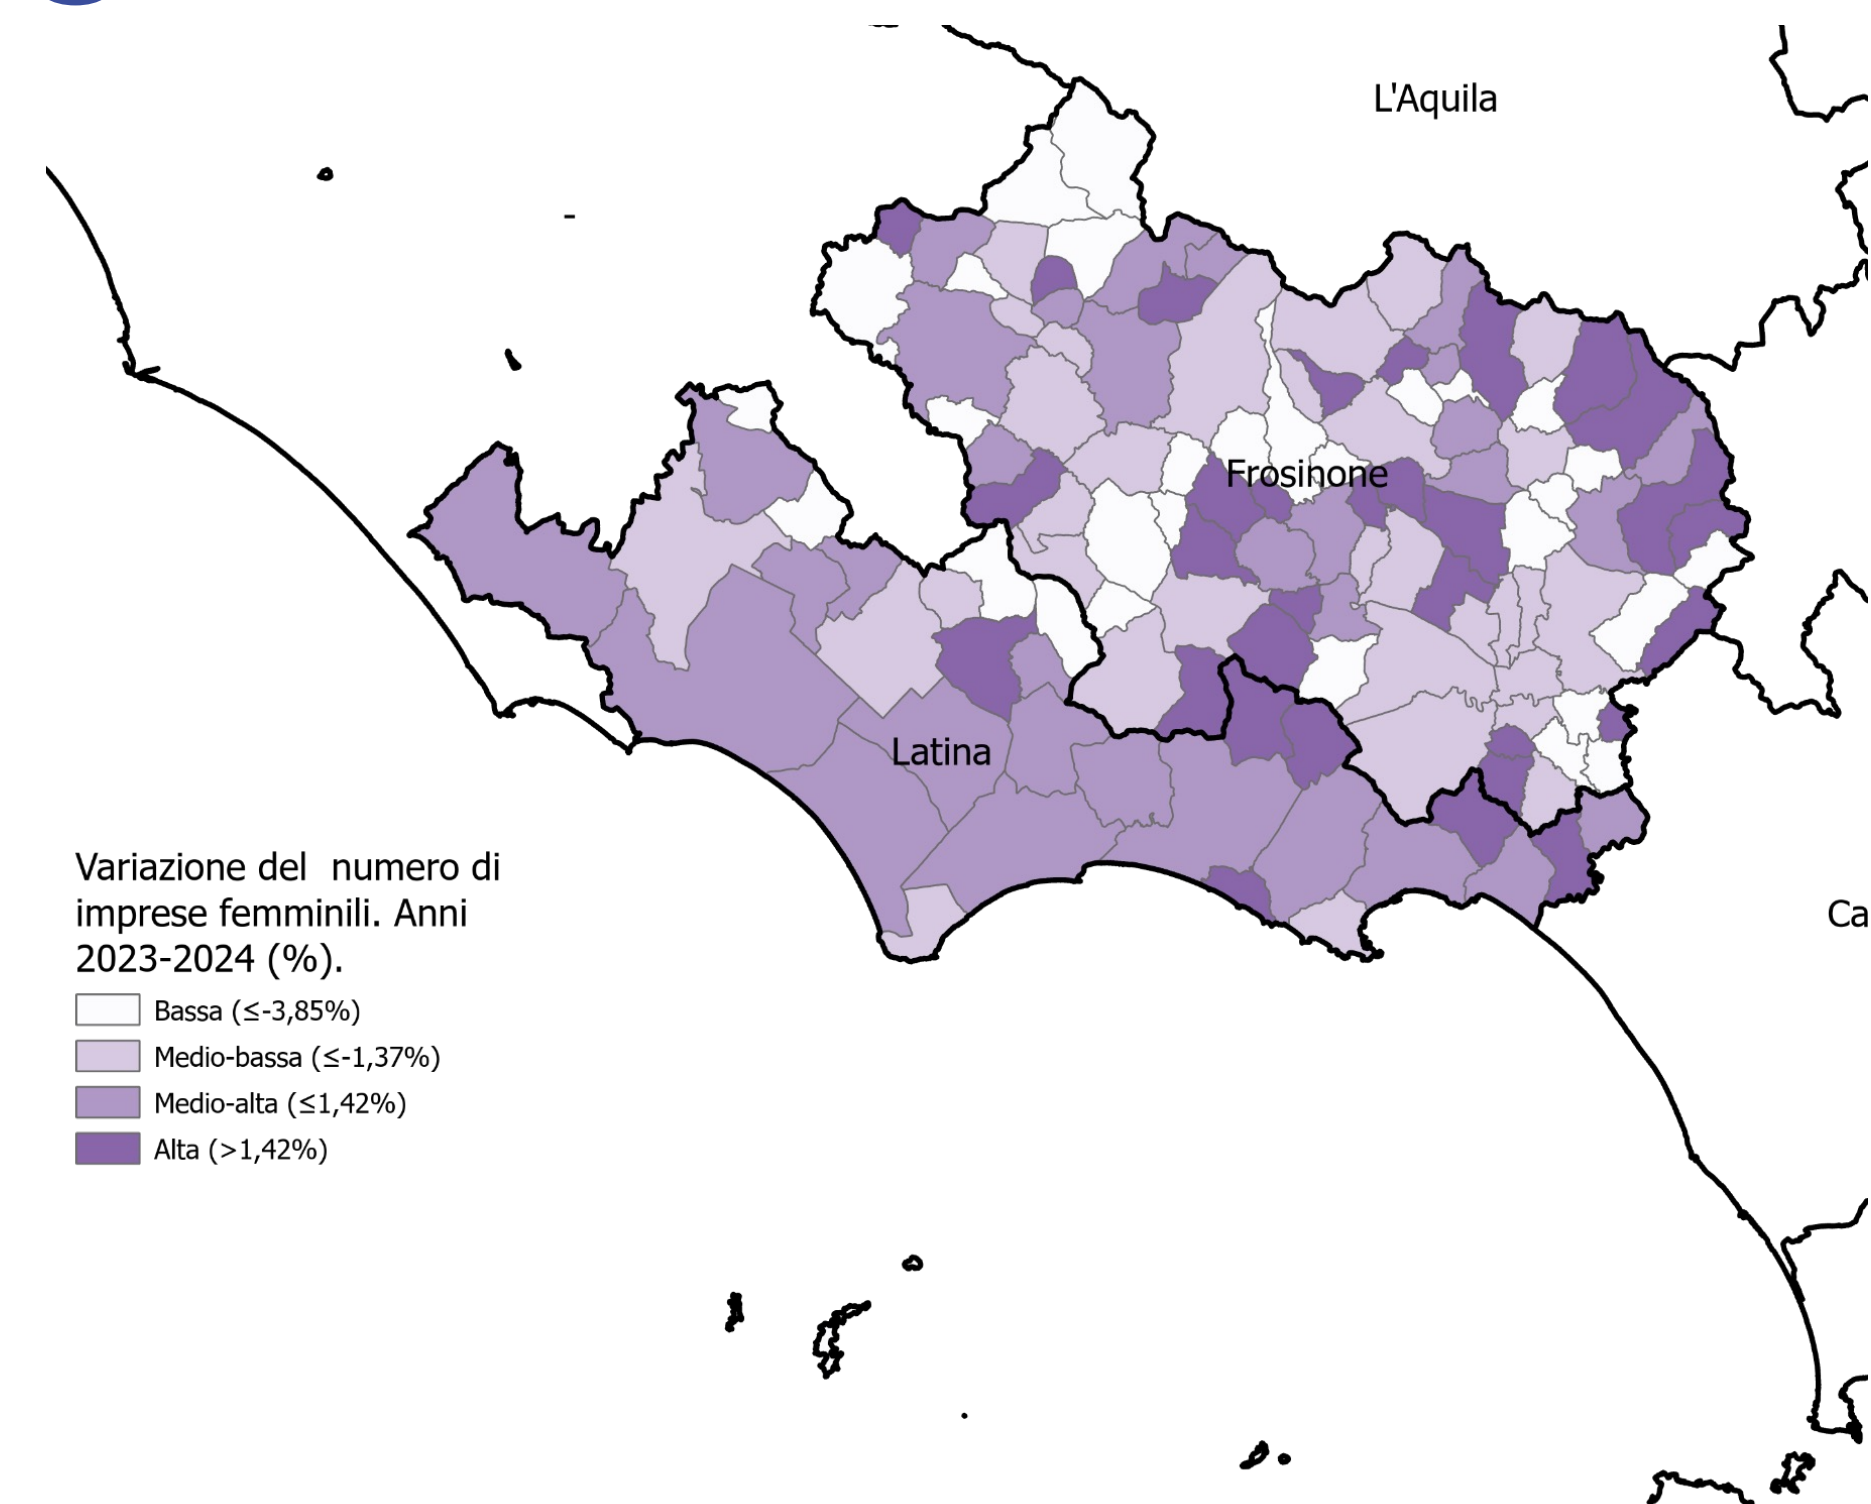 L'Aquila
Frosinone
Latina
Ca
Variazione del  numero di
imprese femminili. Anni
2023-2024 (%).
Bassa (≤-3,85%)
Medio-bassa (≤-1,37%)
Medio-alta (≤1,42%)
Alta (>1,42%)